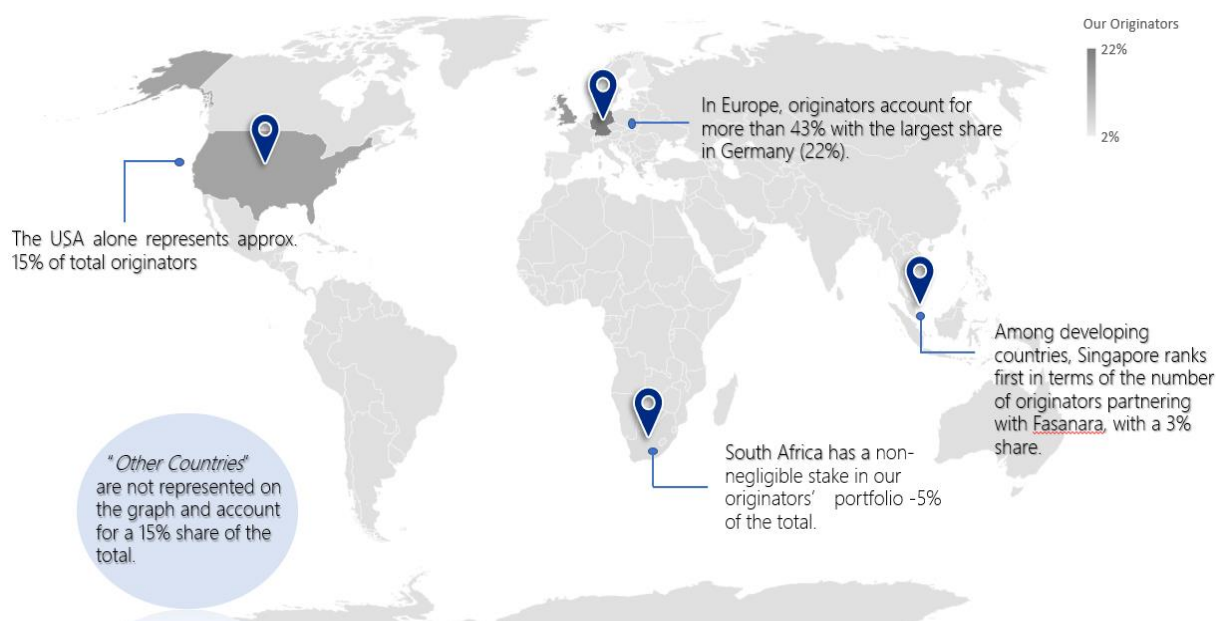 Our Originators
22%
2%
In Europe, originators account for
more than 43% with the largest share
in Germany (22%).
The USA alone represents approx.
15% of total originators
Among developing
countries, Singapore ranks
first in terms of the number
of originators partnering
with Fasanara, with a 3%
share.
South Africa has a non-
negligible stake in our
originators’ portfolio -5%
of the total.
"Other Countries"
are not represented on
the graph and account
for a 15% share of the
total.